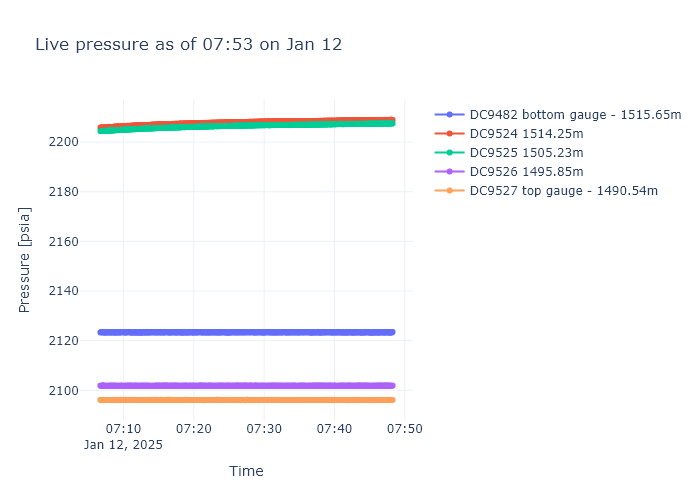 Live pressure as of 07:53 on Jan 12
DC9482 bottom gauge - 1515.65m
DC9524 1514.25m
DC9525 1505.23m
DC9526 1495.85m
DC9527 top gauge - 1490.54m
Pressure [psia]
2200
2180
2160
2140
2120
2100
07:10 07:20 07:30 07:40 07:50
Jan 12, 2025
Time